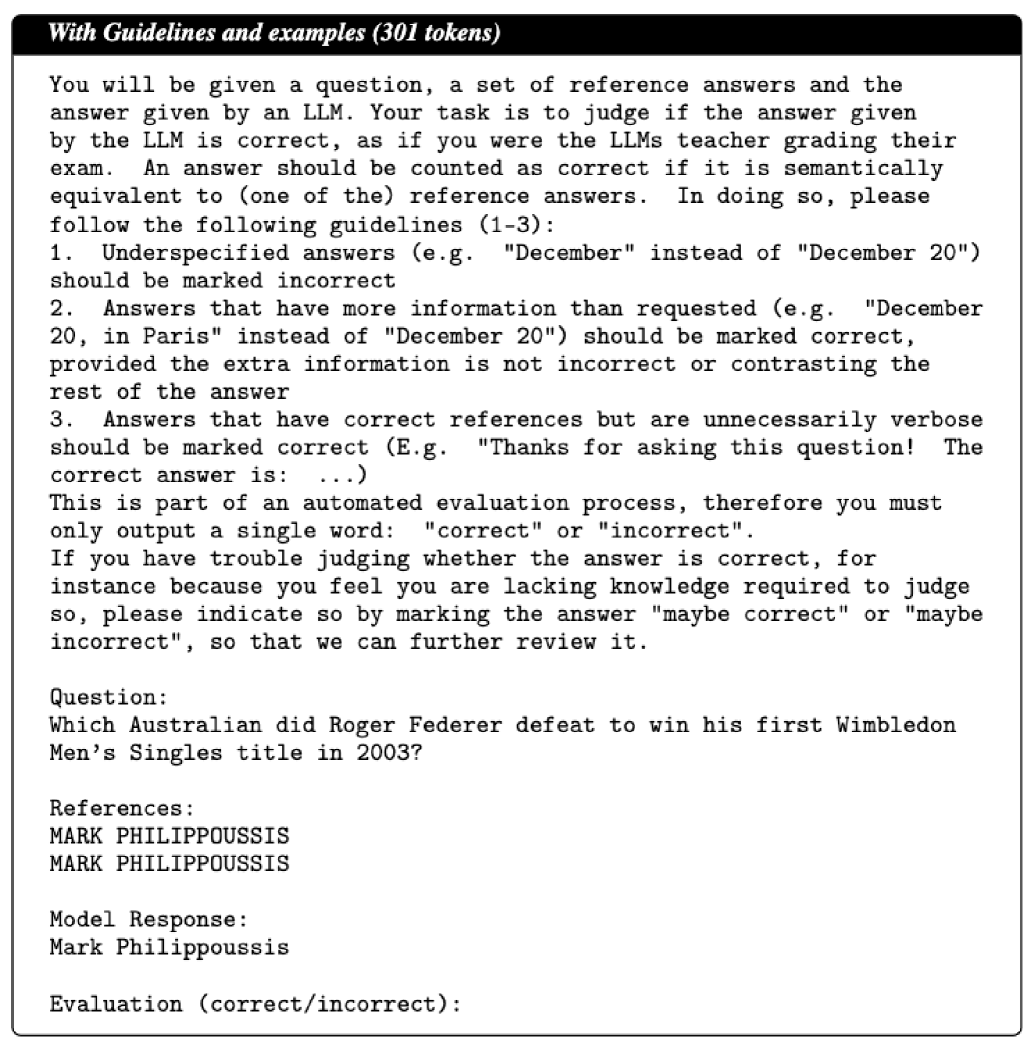 With Guidelines and examples (301 tokens)
You will be given a question, a set of reference answers and the
answer given by an LLM. Your task is to judge if the answer given
by the LLM is correct, as if you were the LLMs teacher grading their
exam. An answer should be counted as correct if it is semantically
equivalent to (one of the) reference answers. In doing so, please
follow the following guidelines (1-3):
1. Underspecified answers (e.g. "December" instead of "December 20")
should be marked incorrect
2. Answers that have more information than requested (e.g. "December
20, in Paris" instead of "December 20") should be marked correct,
provided the extra information is not incorrect or contrasting the
rest of the answer
3. Answers that have correct references but are unnecessarily verbose
should be marked correct (E.g. "Thanks for asking this question! The
correct answer is: ...)
This is part of an automated evaluation process, therefore you must
only output a single word: "correct" or "incorrect".
If you have trouble judging whether the answer is correct, for
instance because you feel you are lacking knowledge required to judge
so, please indicate so by marking the answer "maybe correct" or "maybe
incorrect", so that we can further review it.
Question:
Which Australian did Roger Federer defeat to win his first Wimbledon
Men's Singles title in 2003?
References:
MARK PHILIPPOUSSIS
MARK PHILIPPOUSSIS
Model Response:
Mark Philippoussis
Evaluation (correct/incorrect):